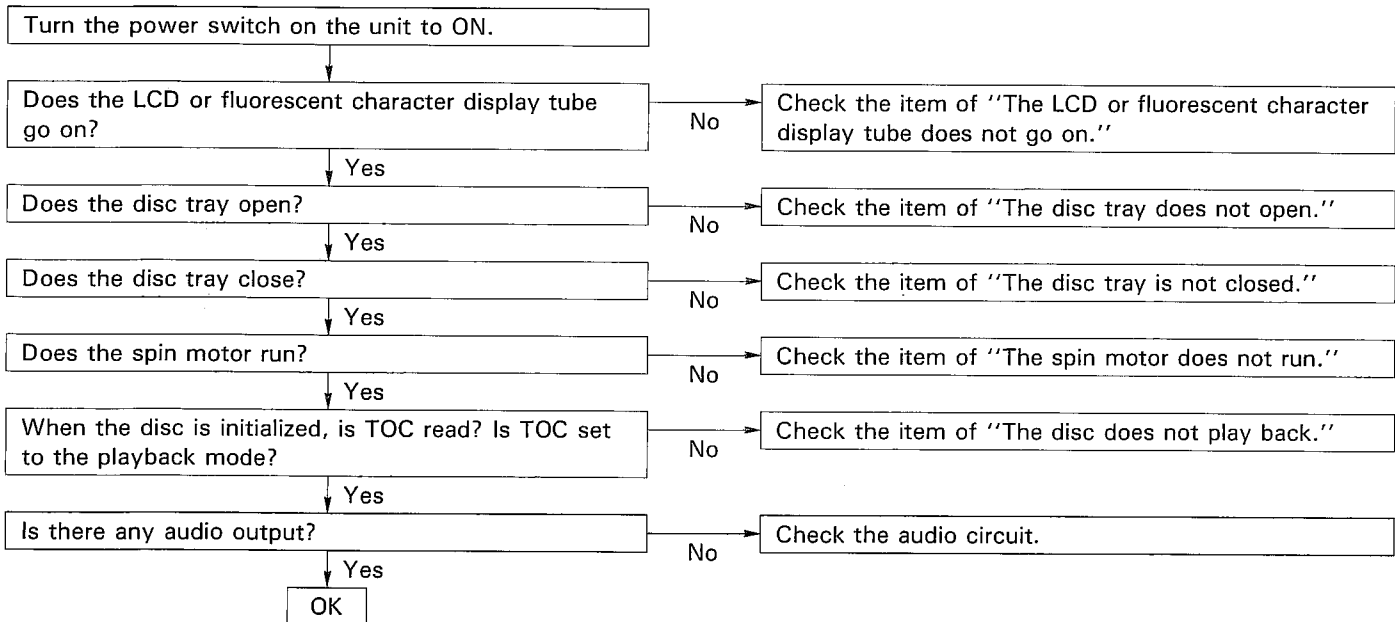 Turn the power switch on the unit to ON.
Does the LCD or fluorescent character display tube
go on?
No
Check the item of ''The LCD or fluorescent character
display tube does not go on.''
Yes
Does the disc tray open?
No
Check the item of ''The disc tray does not open.''
Yes
Does the disc tray close?
No
Check the item of ''The disc tray is not closed.''
Yes
Does the spin motor run?
No
Check the item of ''The spin motor does not run.''
Yes
When the disc is initialized, is TOC read? Is TOC set
to the playback mode?
No
Check the item of ''The disc does not play back.''
Yes
Is there any audio output?
No
Check the audio circuit.
Yes
OK